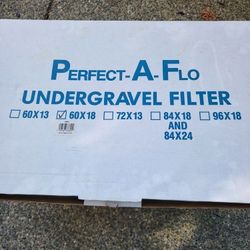 PERFECT-A-FLO
UNDERGRAVEL FILTER
60X13 60X18 72X13 84X18 96X18
AND
84X24